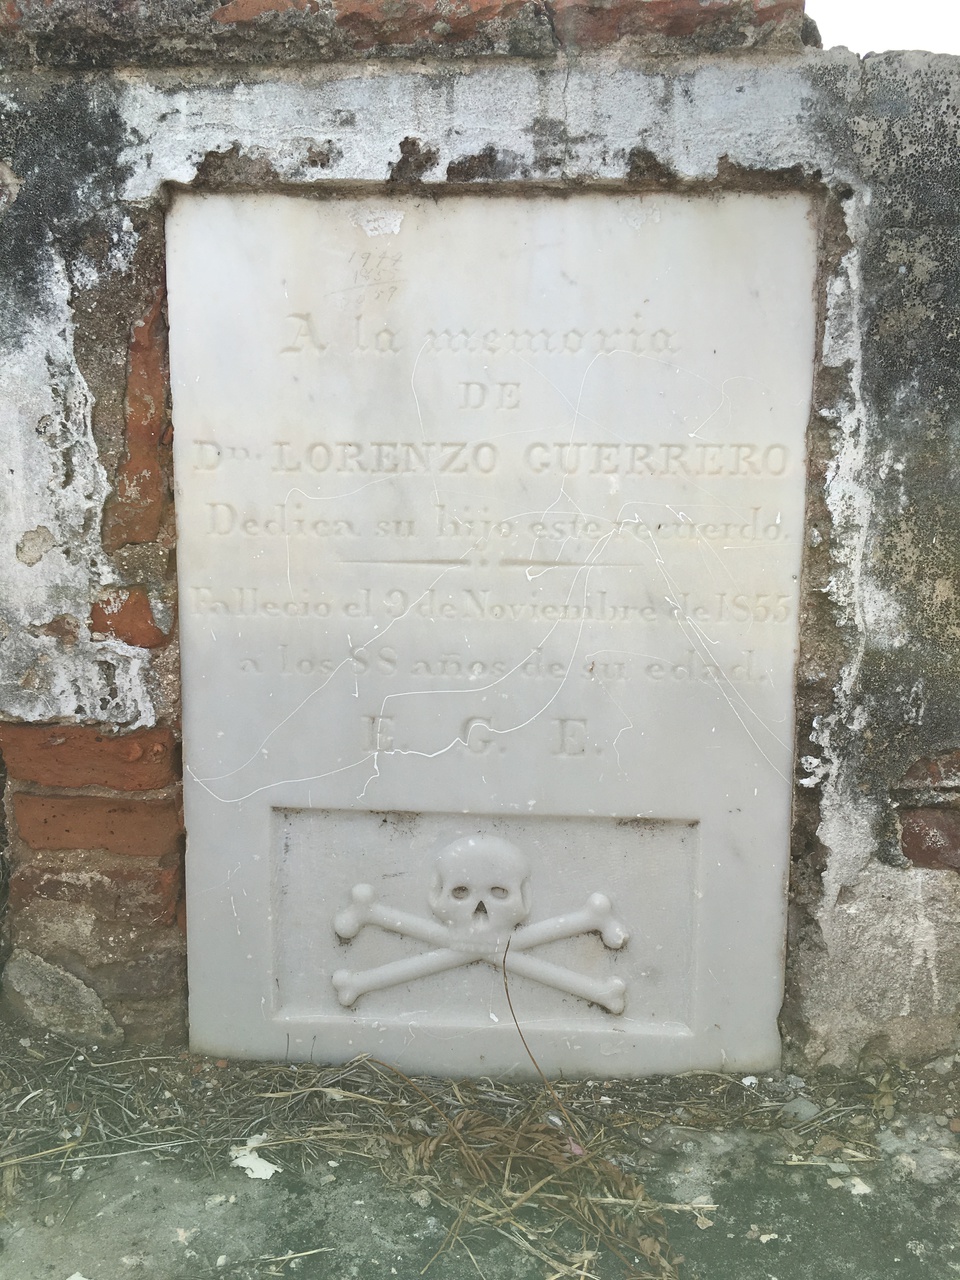 A la memoria
DE
Dn. LORENZO GUERRERO
Dedica su hijo este recuerdo.
Fallecio el 9 de Noviembre de 1855
a los 88 años de su edad.
E. G. E.